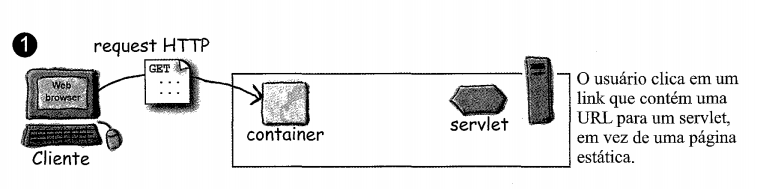 1
request HTTP
GET
Web
browser
Cliente
container
servlet
O usuário clica em um
link que contém uma
URL para um servlet,
em vez de uma página
estática.